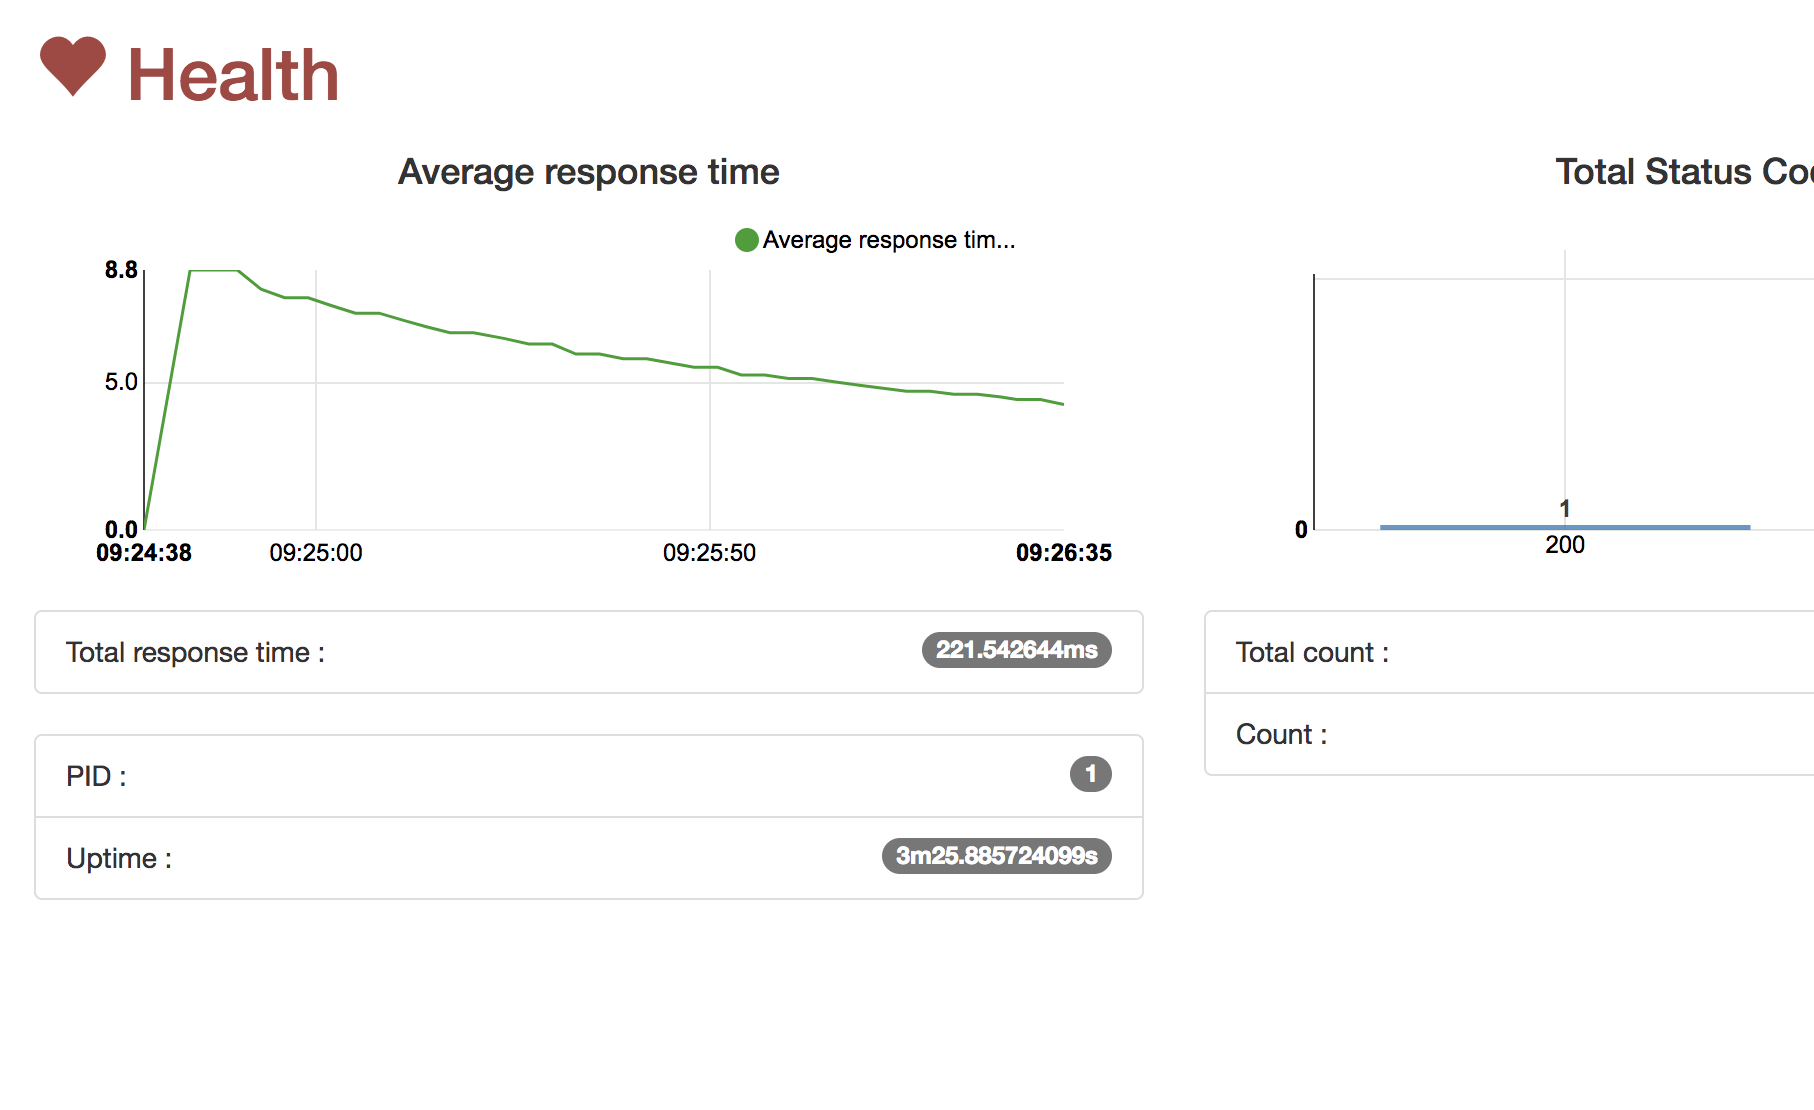 Health
Average response time
Average response tim...
8.8
5.0
0.0
09:24:38 09:25:00 09:25:50 09:26:35
Total response time : 221.542644ms
PID : 1
Uptime : 3m25.885724099s
Total Status
1
0
200
Total count :
Count :